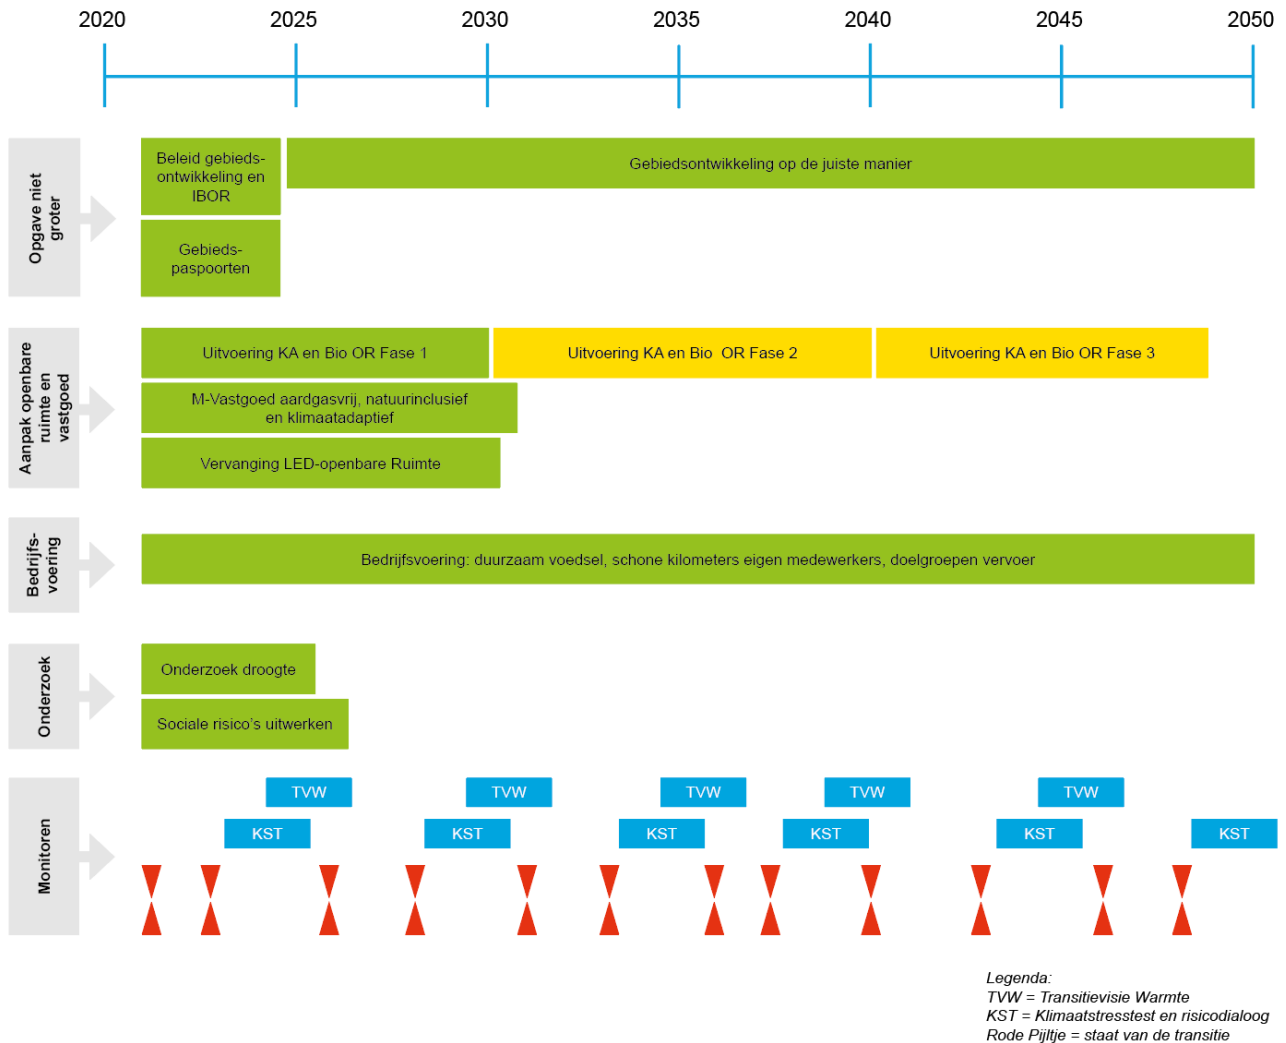 2020 2025 2030 2035 2040 2045 2050
Opgave niet
groter
Beleid gebieds-
ontwikkeling en
IBOR
Gebiedsontwikkeling op de juiste manier
Gebieds-
paspoorten
Aanpak openbare
ruimte en
vastgoed
Uitvoering KA en Bio OR Fase 1
Uitvoering KA en Bio  OR Fase 2
Uitvoering KA en Bio OR Fase 3
M-Vastgoed aardgasvrij, natuurinclusief
en klimaatadaptief
Vervanging LED-openbare Ruimte
Bedrijfs-
voering
Bedrijfsvoering: duurzaam voedsel, schone kilometers eigen medewerkers, doelgroepen vervoer
Onderzoek
Onderzoek droogte
Sociale risico's uitwerken
Monitoren
TVW TVW TVW TVW TVW
KST KST KST KST KST KST
Legenda:
TVW = Transitievisie Warmte
KST = Klimaatstresstest en risicodialoog
Rode Pijltje = staat van de transitie